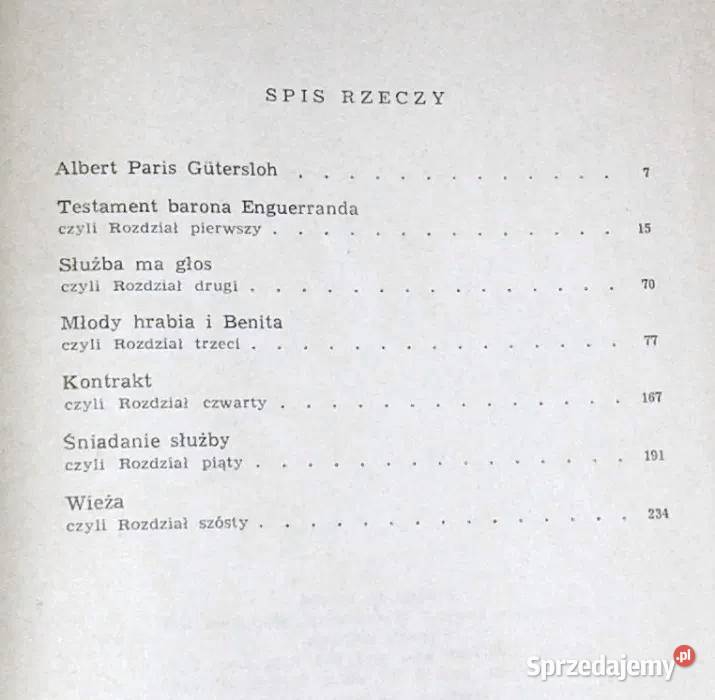 SPIS RZECZY
Albert Paris Gütersloh . . . . . . . . . . . . . 7
Testament barona Enguerranda
czyli Rozdział pierwszy . . . . . . . . . . . . . . 15
Służba ma głos
czyli Rozdział drugi . . . . . . . . . . . . . . . 70
Młody hrabia i Benita
czyli Rozdział trzeci . . . . . . . . . . . . . . . 77
Kontrakt
czyli Rozdział czwarty . . . . . . . . . . . . . . 167
Śniadanie służby
czyli Rozdział piąty . . . . . . . . . . . . . . . 191
Wieża
czyli Rozdział szósty . . . . . . . . . . . . . . . 234
Sprzedajemy.pl